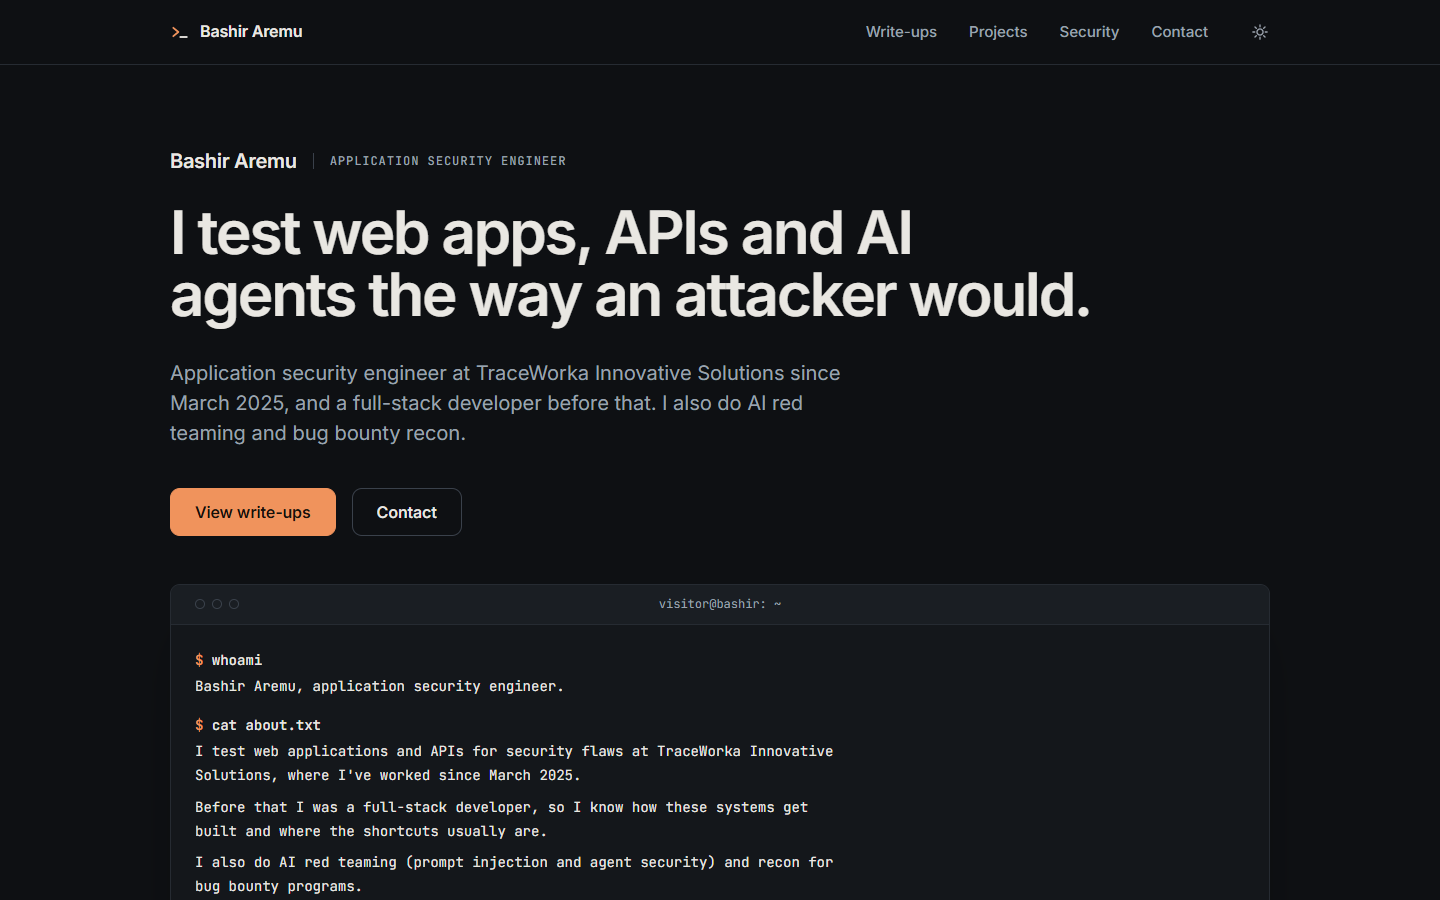 Bashir Aremu
Write-ups Projects Security Contact
Bashir Aremu | APPLICATION SECURITY ENGINEER
I test web apps, APIs and AI
agents the way an attacker would.
Application security engineer at TraceWorka Innovative Solutions since
March 2025, and a full-stack developer before that. I also do AI red
teaming and bug bounty recon.
View write-ups Contact
visitor@bashir: ~
$ whoami
Bashir Aremu, application security engineer.
$ cat about.txt
I test web applications and APIs for security flaws at TraceWorka Innovative
Solutions, where I've worked since March 2025.
Before that I was a full-stack developer, so I know how these systems get
built and where the shortcuts usually are.
I also do AI red teaming (prompt injection and agent security) and recon for
bug bounty programs.